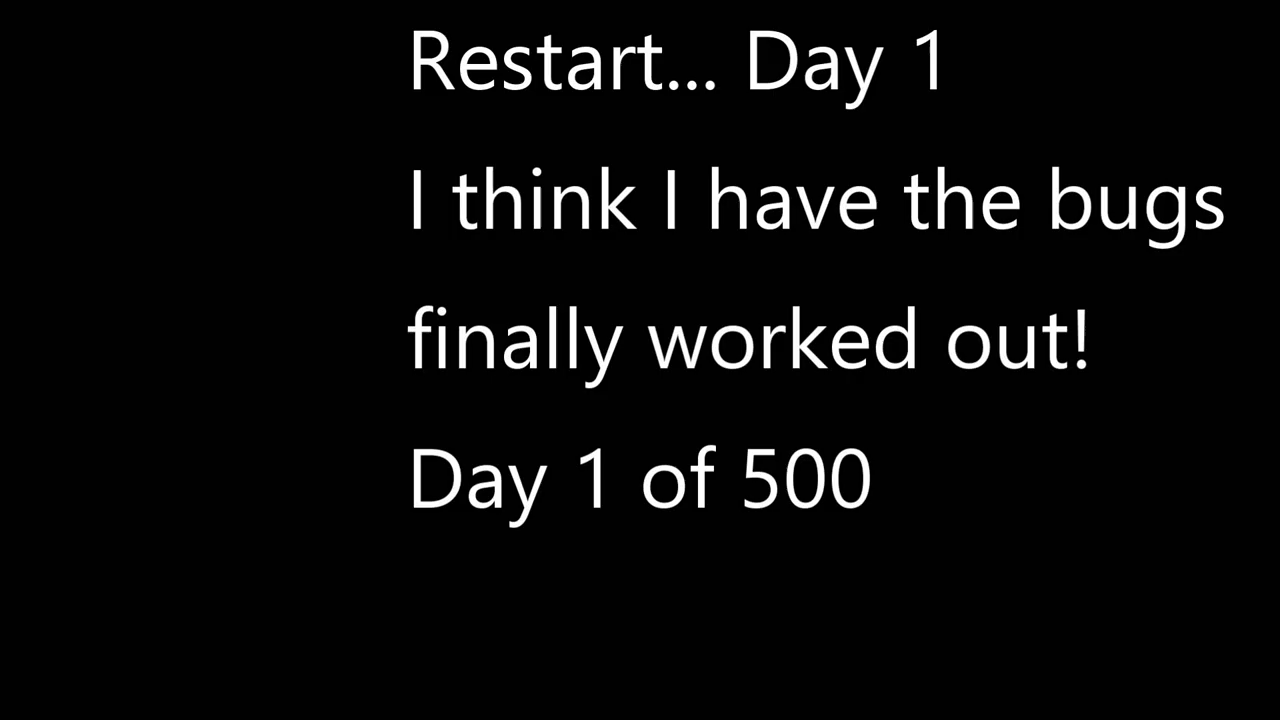 Restart... Day 1
I think I have the bugs
finally worked out!
Day 1 of 500